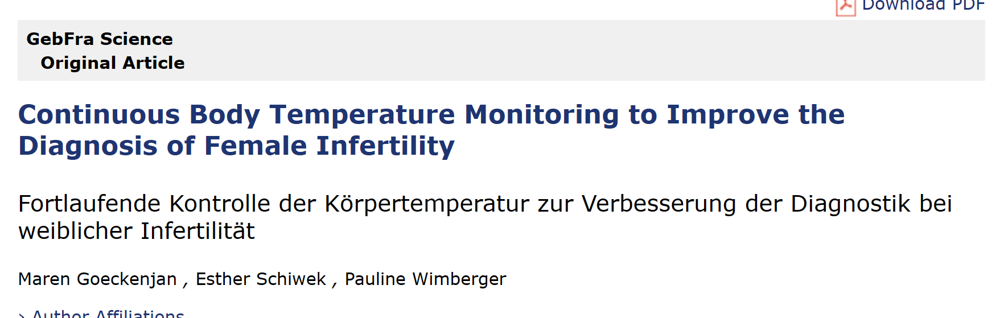 Download PDF
GebFra Science
Original Article
Continuous Body Temperature Monitoring to Improve the
Diagnosis of Female Infertility
Fortlaufende Kontrolle der Körpertemperatur zur Verbesserung der Diagnostik bei
weiblicher Infertilität
Maren Goeckenjan , Esther Schiwek , Pauline Wimberger
› Author Affiliations